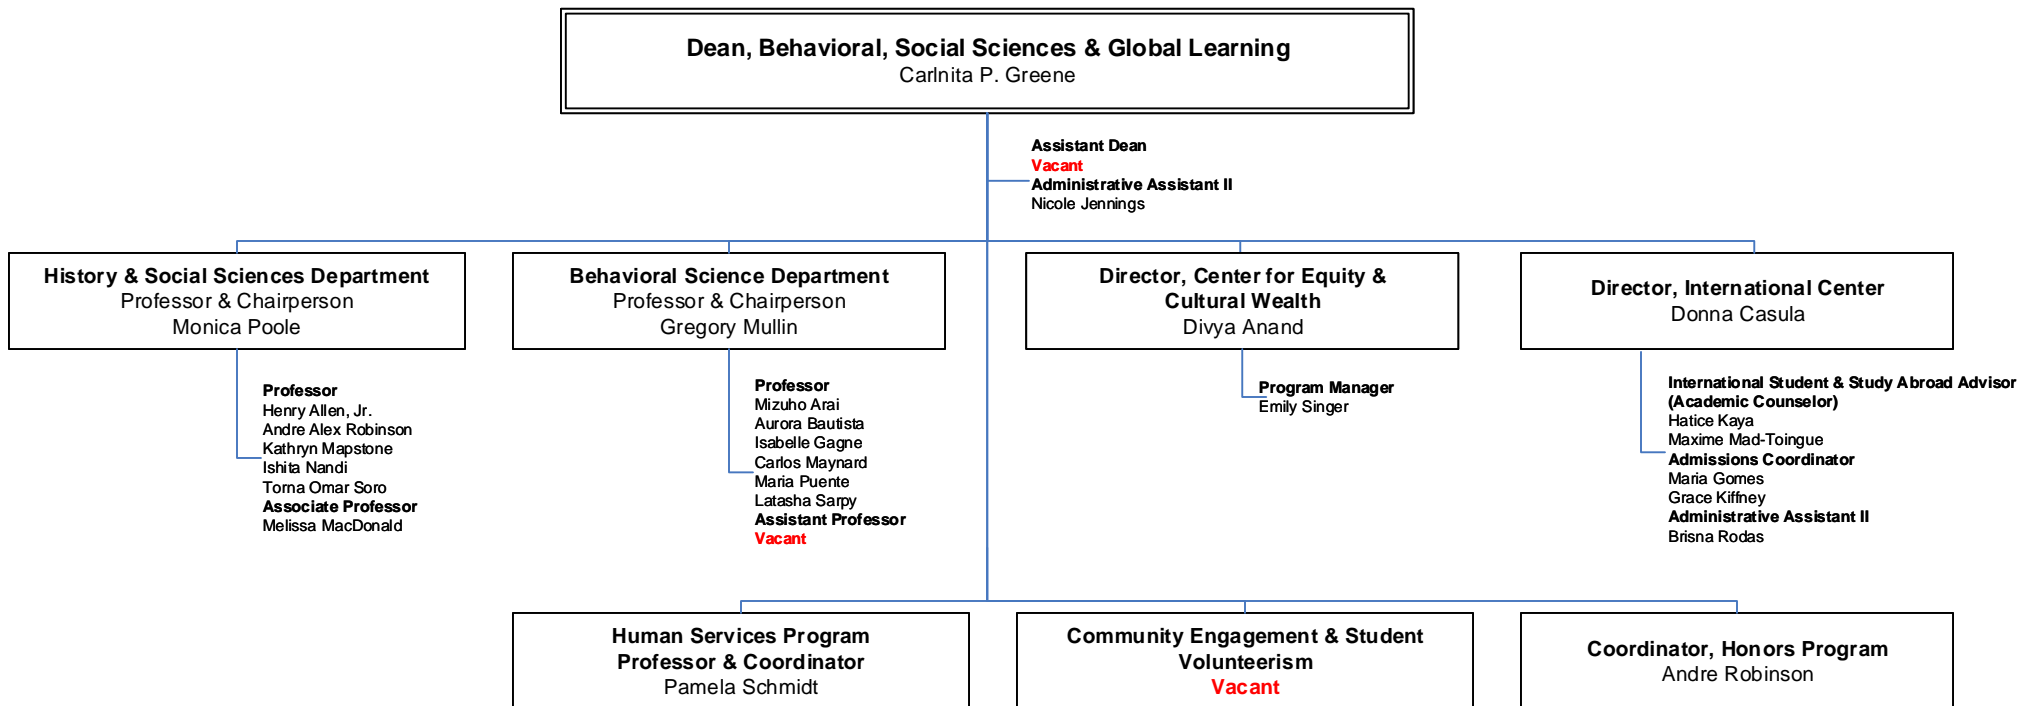 Dean, Behavioral, Social Sciences & Global Learning
Carlnita P. Greene
Assistant Dean
Vacant
Administrative Assistant II
Nicole Jennings
History & Social Sciences Department
Professor & Chairperson
Monica Poole
Professor
Henry Allen, Jr.
Andre Alex Robinson
Kathryn Mapstone
Ishita Nandi
Torna Omar Soro
Associate Professor
Melissa MacDonald
Behavioral Science Department
Professor & Chairperson
Gregory Mullin
Professor
Mizuho Arai
Aurora Bautista
Isabelle Gagne
Carlos Maynard
Maria Puente
Latasha Sarpy
Assistant Professor
Vacant
Director, Center for Equity &
Cultural Wealth
Divya Anand
Program Manager
Emily Singer
Director, International Center
Donna Casula
International Student & Study Abroad Advisor
(Academic Counselor)
Hatice Kaya
Maxime Mad-Toingue
Admissions Coordinator
Maria Gomes
Grace Kiffney
Administrative Assistant II
Brisna Rodas
Human Services Program
Professor & Coordinator
Pamela Schmidt
Community Engagement & Student
Volunteerism
Vacant
Coordinator, Honors Program
Andre Robinson